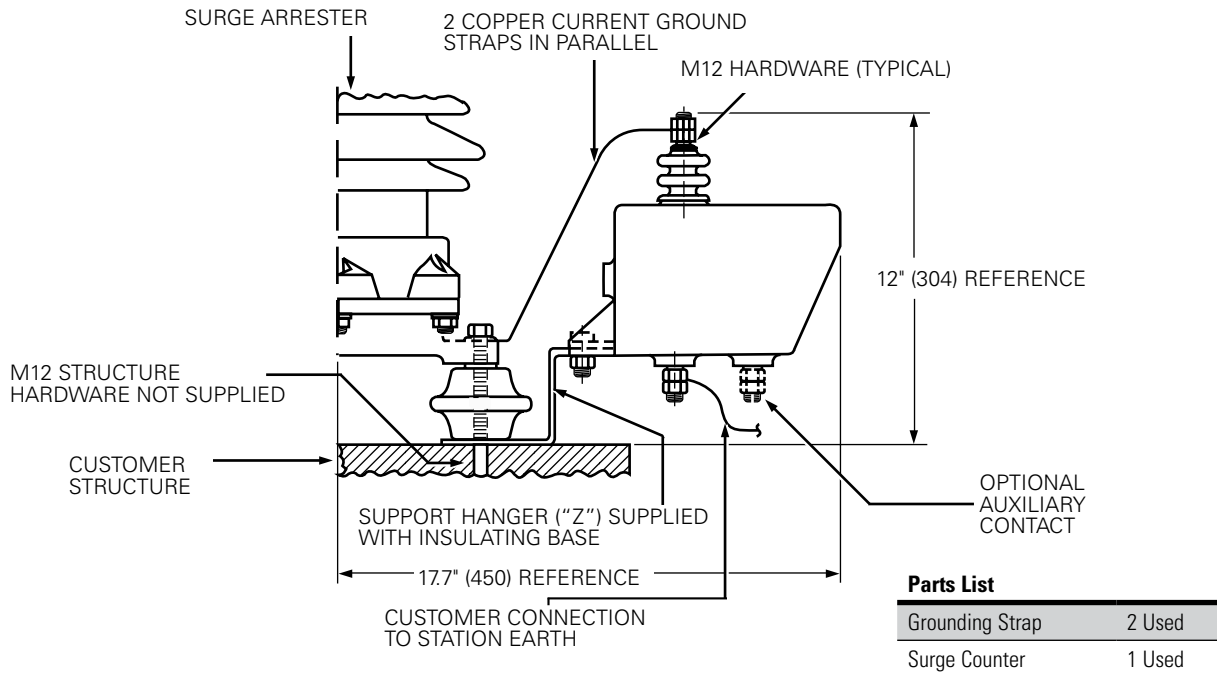 SURGE ARRESTER
2 COPPER CURRENT GROUND
STRAPS IN PARALLEL
M12 HARDWARE (TYPICAL)
12" (304) REFERENCE
M12 STRUCTURE
HARDWARE NOT SUPPLIED
CUSTOMER
STRUCTURE
OPTIONAL
AUXILIARY
CONTACT
SUPPORT HANGER (“Z”) SUPPLIED
WITH INSULATING BASE
17.7" (450) REFERENCE
CUSTOMER CONNECTION
TO STATION EARTH
Parts List
Grounding Strap 2 Used
Surge Counter 1 Used